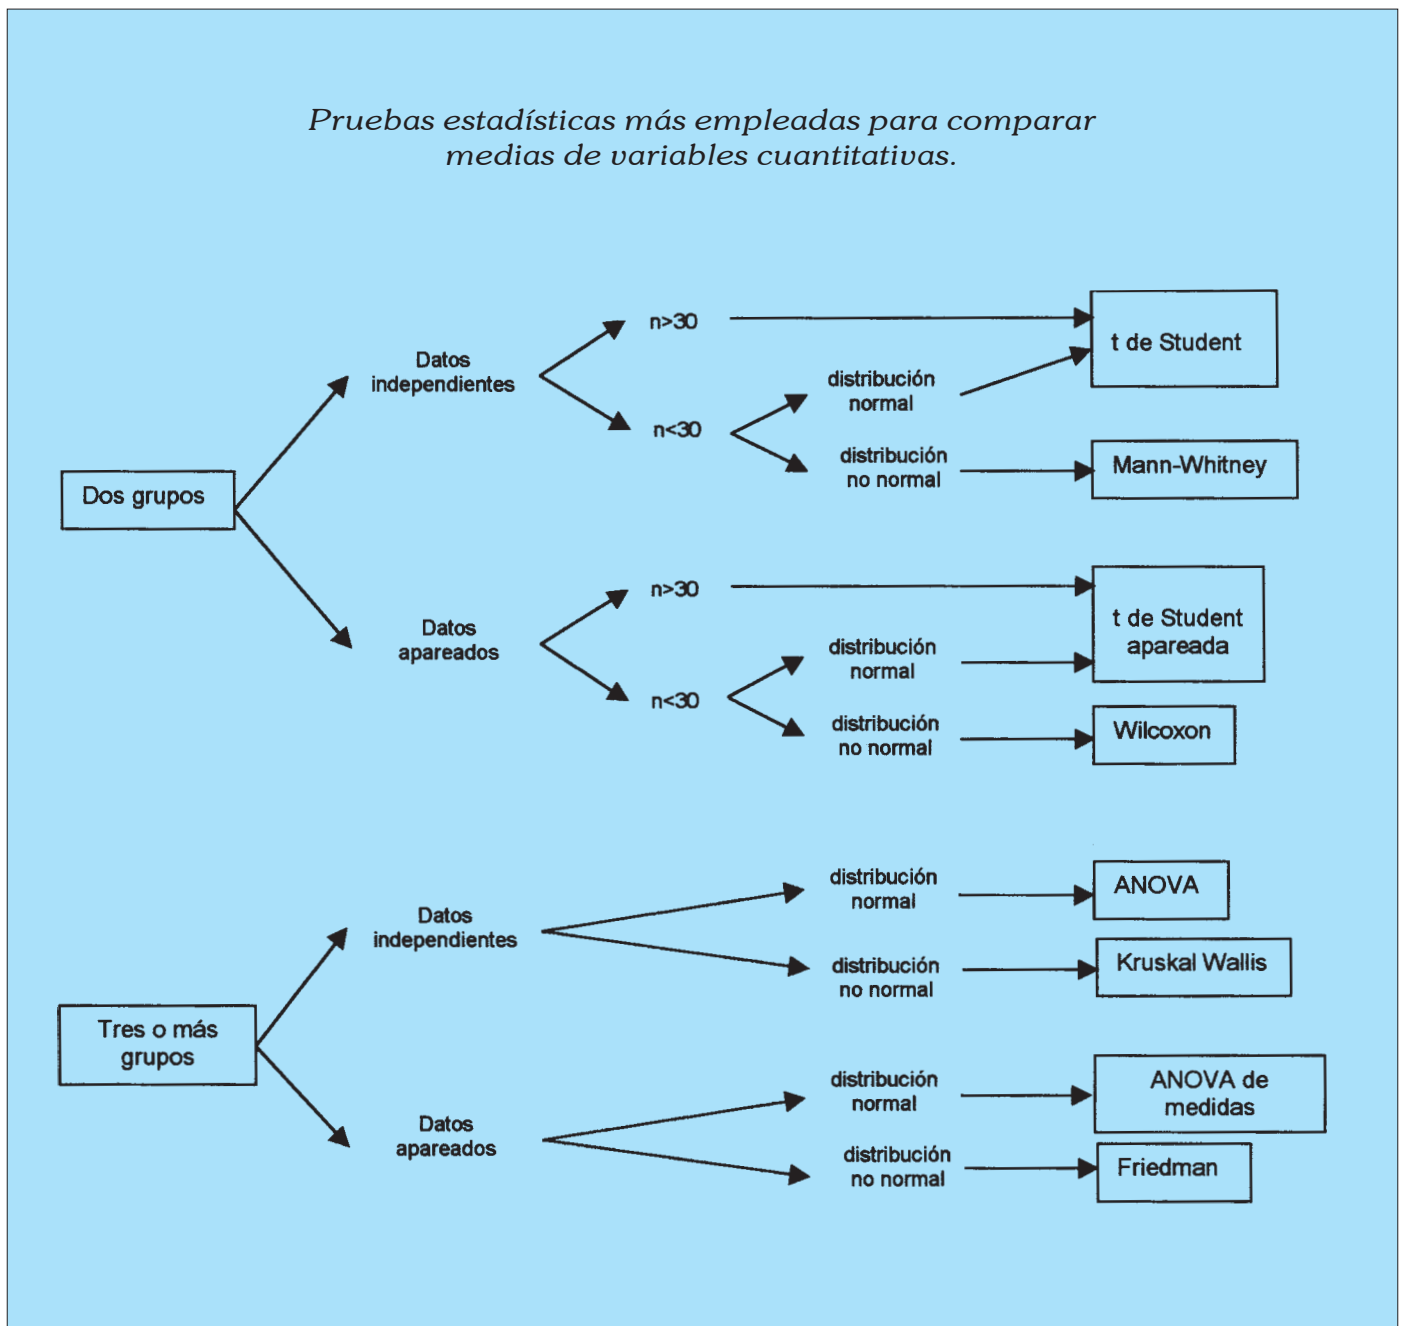 Pruebas estadísticas más empleadas para comparar
medias de variables cuantitativas.
Dos grupos
Datos
independientes
n>30
t de Student
n<30
distribución
normal
distribución
no normal
Mann-Whitney
Datos
apareados
n>30
t de Student
apareada
n<30
distribución
normal
distribución
no normal
Wilcoxon
Tres o más
grupos
Datos
independientes
distribución
normal
ANOVA
distribución
no normal
Kruskal Wallis
Datos
apareados
distribución
normal
ANOVA de
medidas
distribución
no normal
Friedman